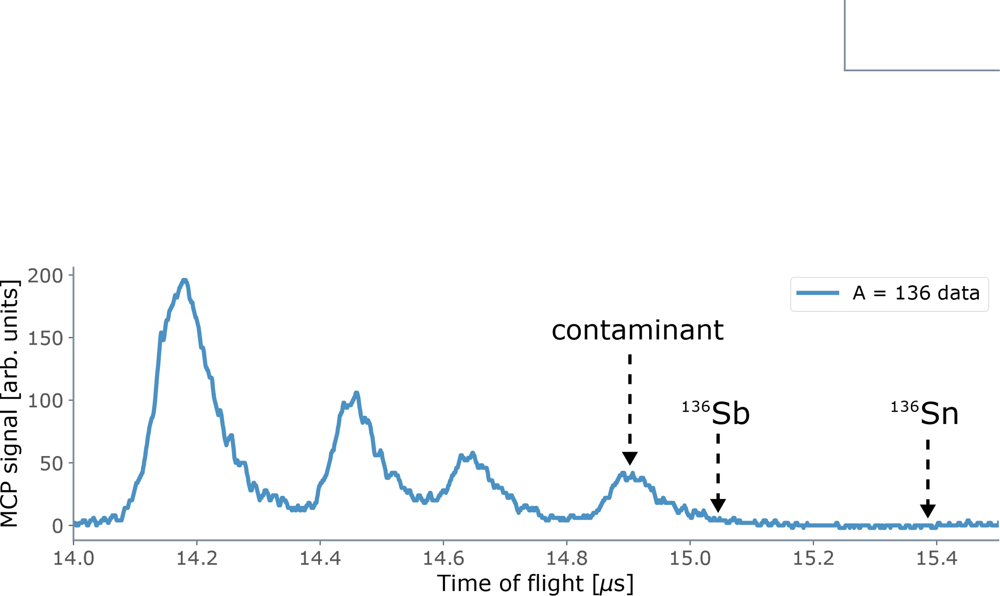 MCP signal [arb. units]
200
150
100
50
0
A = 136 data
contaminant
¹³⁶Sb
¹³⁶Sn
14.0 14.2 14.4 14.6 14.8 15.0 15.2 15.4
Time of flight [μs]